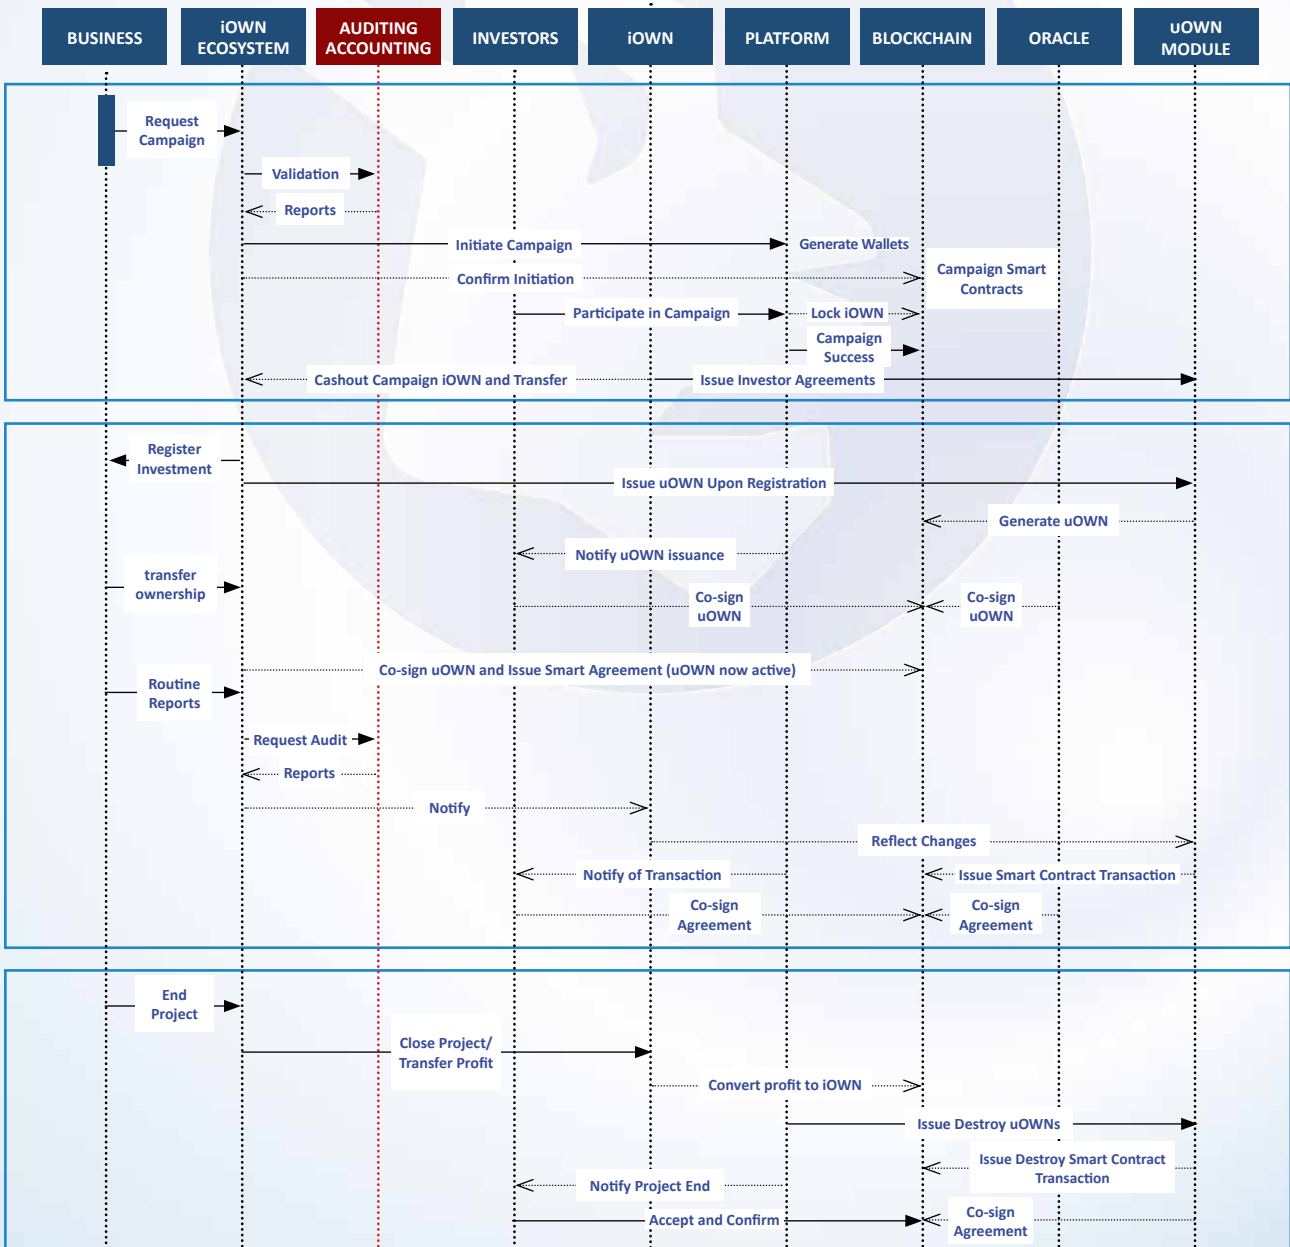 BUSINESS
iOWN
ECOSYSTEM
AUDITING
ACCOUNTING
INVESTORS
iOWN
PLATFORM
BLOCKCHAIN
ORACLE
uOWN
MODULE
Request
Campaign
Validation
Reports
Initiate Campaign
Generate Wallets
Confirm Initiation
Campaign Smart
Contracts
Participate in Campaign
Lock iOWN
Campaign
Success
Cashout Campaign iOWN and Transfer
Issue Investor Agreements
Register
Investment
Issue uOWN Upon Registration
Generate uOWN
Notify uOWN issuance
transfer
ownership
Co-sign
uOWN
Co-sign
uOWN
Co-sign uOWN and Issue Smart Agreement (uOWN now active)
Routine
Reports
Request Audit
Reports
Notify
Reflect Changes
Notify of Transaction
Issue Smart Contract Transaction
Co-sign
Agreement
Co-sign
Agreement
End
Project
Close Project/
Transfer Profit
Convert profit to iOWN
Issue Destroy uOWNs
Issue Destroy Smart Contract
Transaction
Notify Project End
Accept and Confirm
Co-sign
Agreement